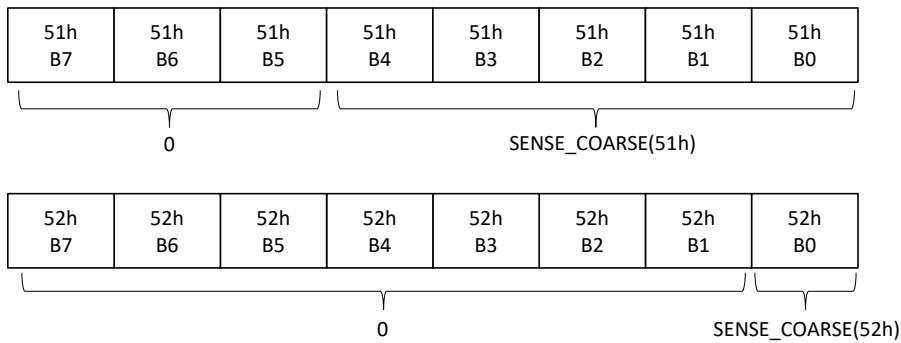 51h 51h 51h 51h 51h 51h 51h 51h
B7 B6 B5 B4 B3 B2 B1 B0
0 SENSE_COARSE(51h)
52h 52h 52h 52h 52h 52h 52h 52h
B7 B6 B5 B4 B3 B2 B1 B0
0 SENSE_COARSE(52h)